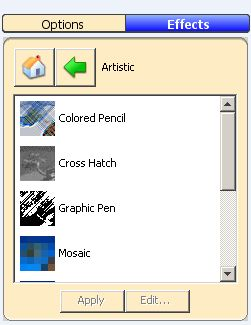 Options
Effects
Artistic
Colored Pencil
Cross Hatch
Graphic Pen
Mosaic
Apply
Edit...